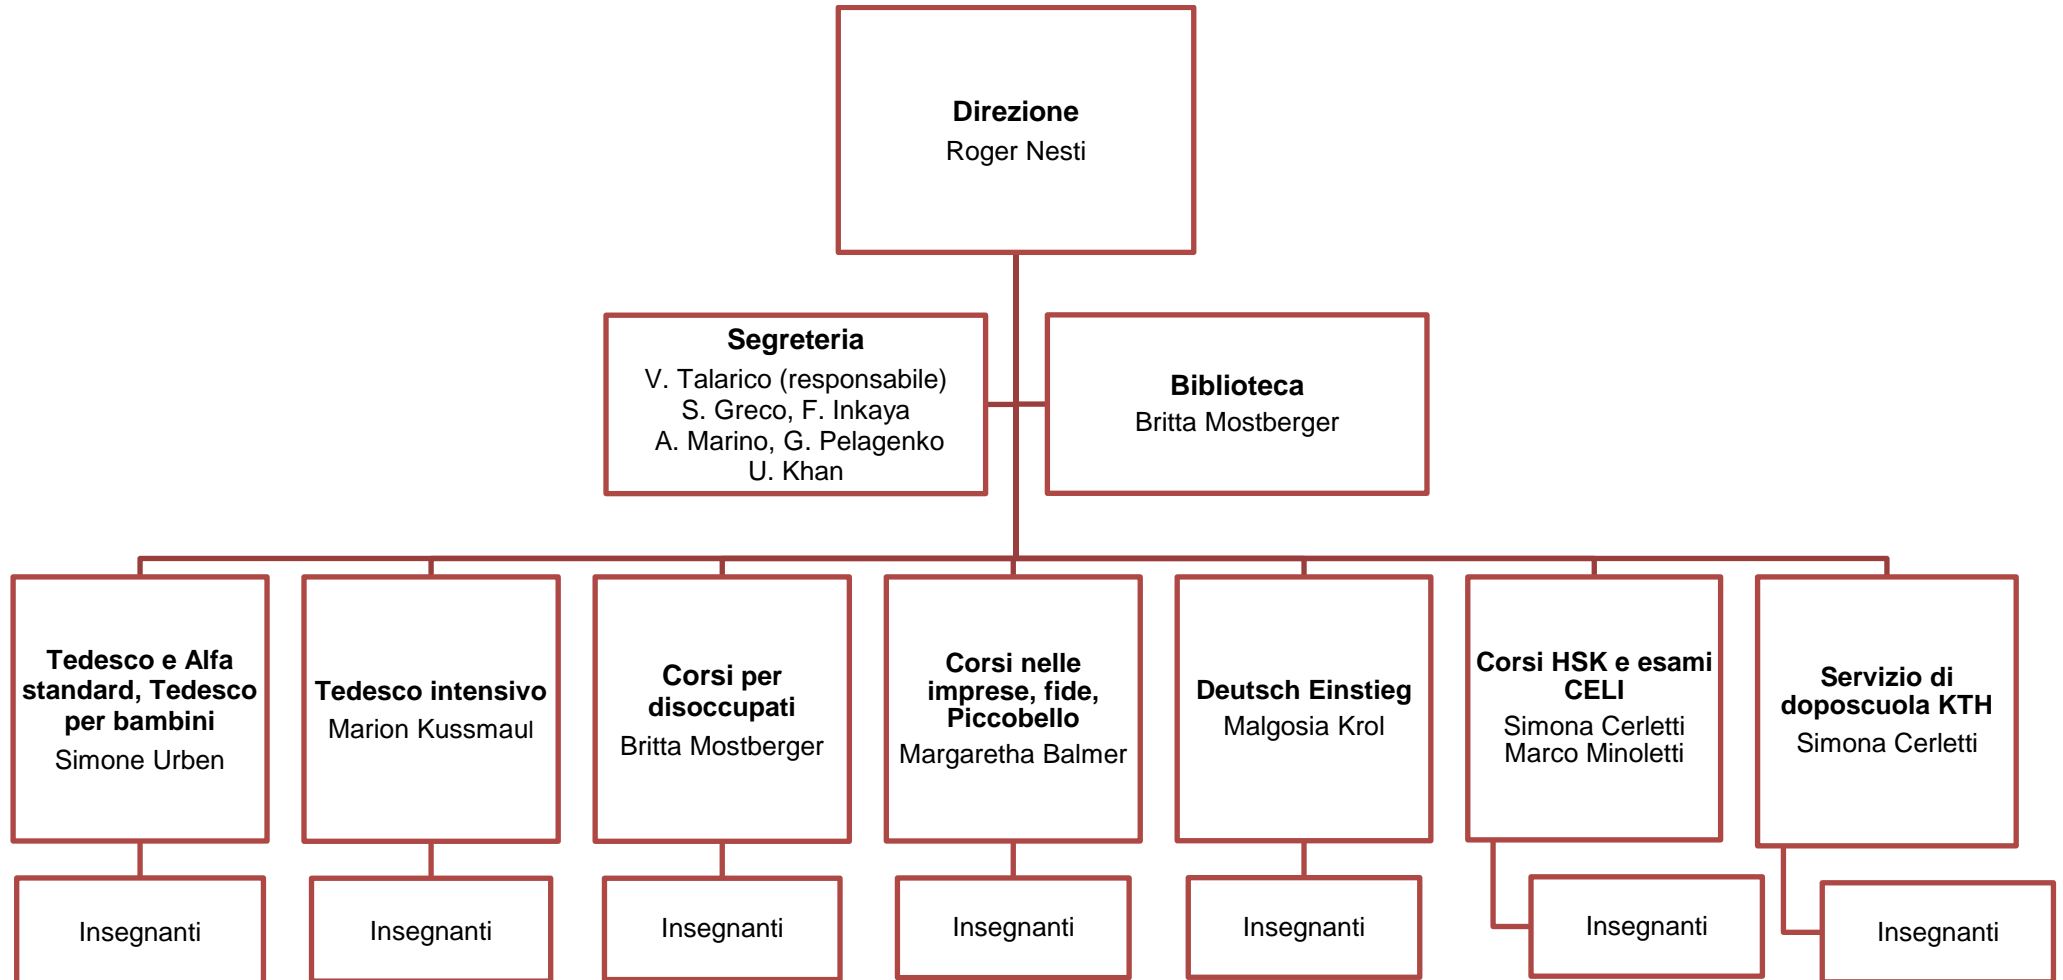 Direzione
Roger Nesti
Segreteria
V. Talarico (responsabile)
S. Greco, F. Inkaya
A. Marino, G. Pelagenko
U. Khan
Biblioteca
Britta Mostberger
Tedesco e Alfa
standard, Tedesco
per bambini
Simone Urben
Tedesco intensivo
Marion Kussmaul
Corsi per
disoccupati
Britta Mostberger
Corsi nelle
imprese, fide,
Piccobello
Margaretha Balmer
Deutsch Einstieg
Malgosia Krol
Corsi HSK e esami
CELI
Simona Cerletti
Marco Minoletti
Servizio di
doposcuola KTH
Simona Cerletti
Insegnanti
Insegnanti
Insegnanti
Insegnanti
Insegnanti
Insegnanti
Insegnanti